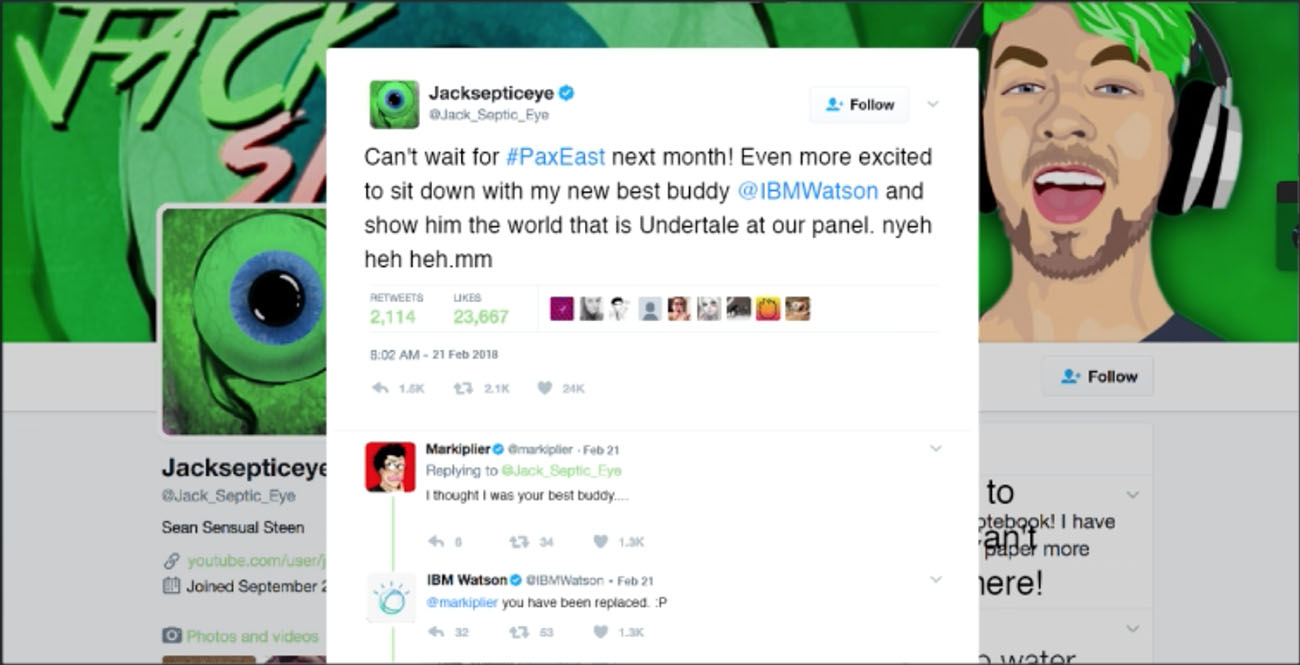 JACK
Jacksepticeye
@Jack_Septic_Eye
Follow
Can't wait for #PaxEast next month! Even more excited
to sit down with my new best buddy @IBMWatson and
show him the world that is Undertale at our panel. nyeh
heh heh.mm
RETWEETS LIKES
2,114 23,667
8:02 AM - 21 Feb 2018
1.6K 2.1K 24K
Markiplier @markiplier · Feb 21
Replying to @Jack_Septic_Eye
I thought I was your best buddy....
6 34 1.3K
IBM Watson @IBMWatson • Feb 21
@markiplier you have been replaced. :P
32 53 1.3K
Jacksepticeye
@Jack_Septic_Eye
Sean Sensual Steen
youtube.com/user/j
Joined September 2
Photos and videos
Follow
to
otebook! I have
can't
paper more
here!
water